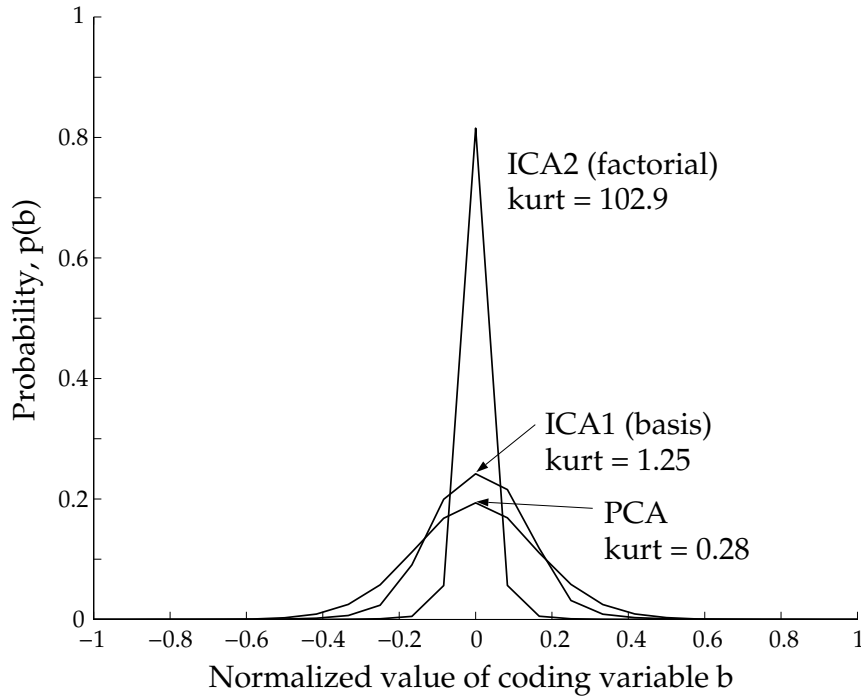 1
0.8
0.6
0.4
0.2
0
−1
−0.8
−0.6
−0.4
−0.2
0
0.2
0.4
0.6
0.8
1
Probability, p(b)
Normalized value of coding variable b
ICA2 (factorial)
kurt = 102.9
ICA1 (basis)
kurt = 1.25
PCA
kurt = 0.28